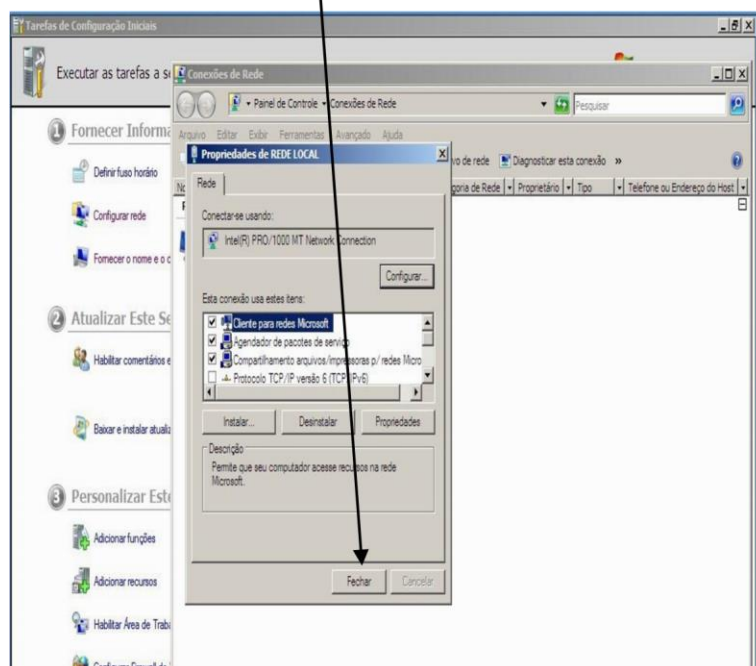 Tarefas de Configuração Iniciais
Executar as tarefas a s
Conexões de Rede
Painel de Controle
Conexões de Rede
Pesquisar
1 Fornecer Informa
Arquivo Editar Exibir Ferramentas Avançado Ajuda
Propriedades de REDE LOCAL
vo de rede
Diagnosticar esta conexão »
Definir fuso horário
Rede
goria de Rede
Proprietário
Tipo
Telefone ou Endereço do Host
Configurar rede
Conectar-se usando:
Intel(R) PRO/1000 MT Network Connection
Fornecer o nome e o c
Configurar...
Esta conexão usa estes itens:
2 Atualizar Este Se
Cliente para redes Microsoft
Agendador de pacotes de serviço
Compartilhamento arquivos/impressoras p/ redes Micro
Protocolo TCP/IP versão 6 (TCP/IPv6)
Habilitar comentários e
Instalar... Desinstalar Propriedades
Baixar e instalar atualiz
Descrição
Permite que seu computador acesse recursos na rede
Microsoft.
3 Personalizar Este
Adicionar funções
Adicionar recursos
Fechar Cancelar
Habilitar Área de Traba